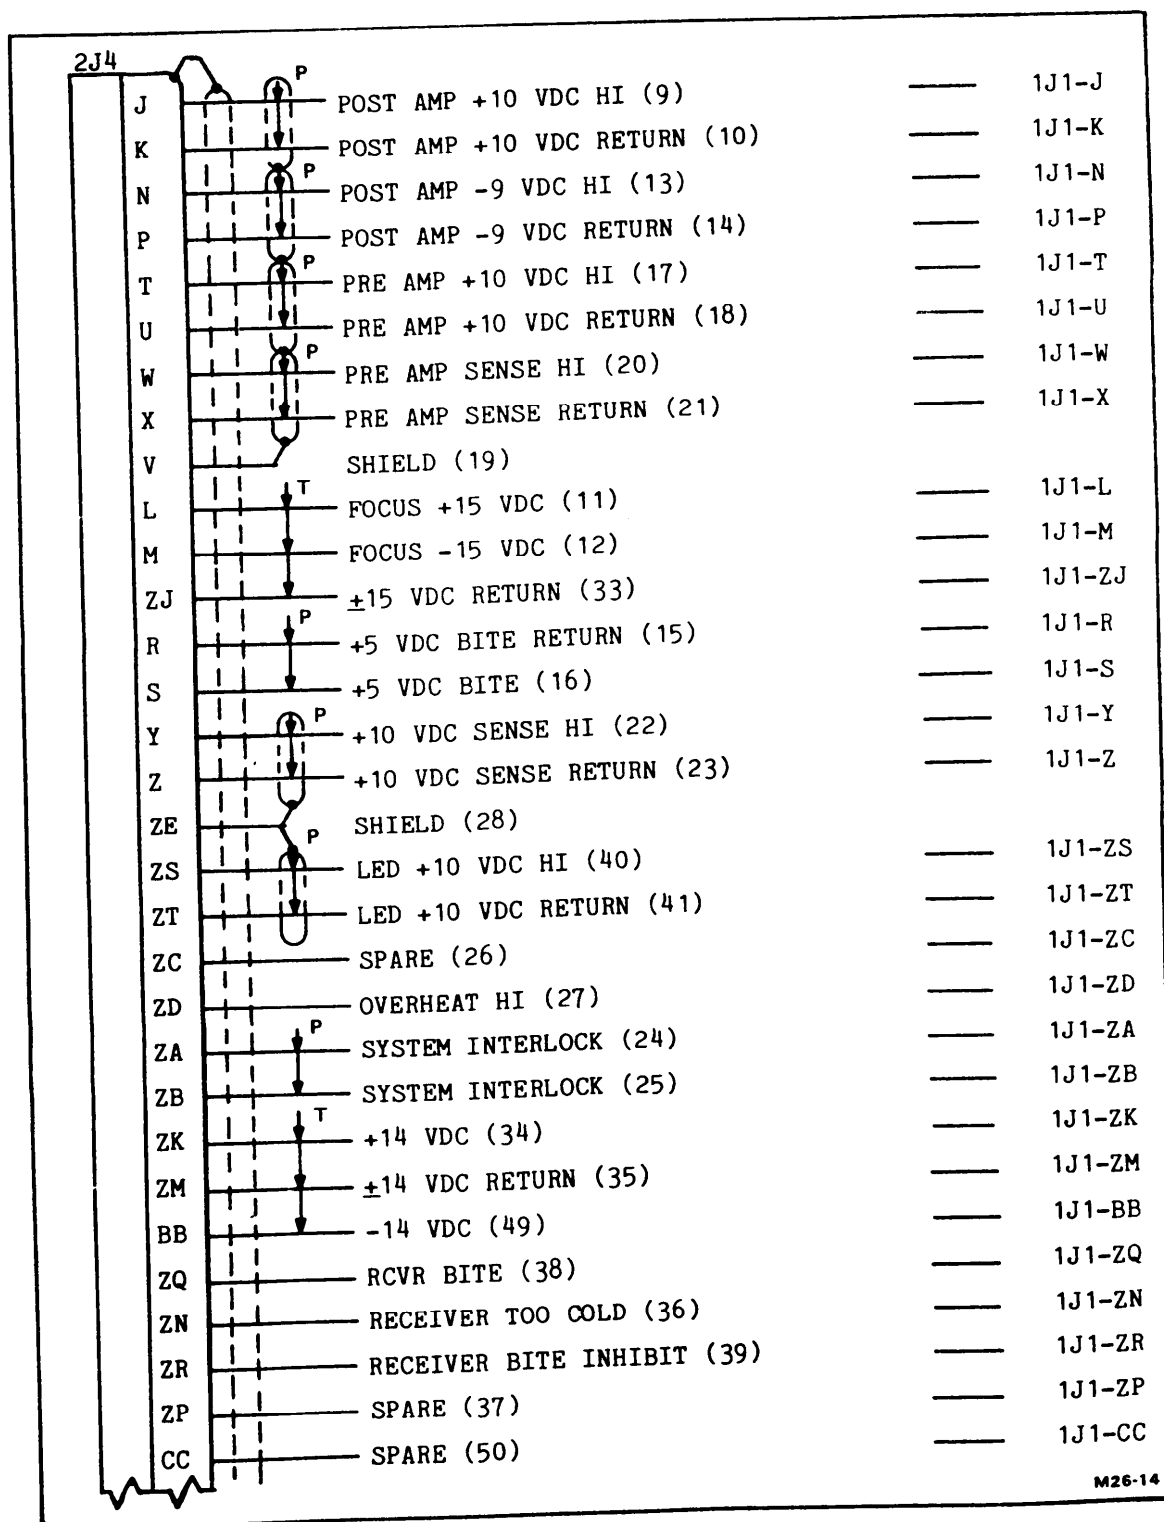 2J4
J P POST AMP +10 VDC HI (9) 1J1-J
K POST AMP +10 VDC RETURN (10) 1J1-K
N P POST AMP -9 VDC HI (13) 1J1-N
P POST AMP -9 VDC RETURN (14) 1J1-P
T P PRE AMP +10 VDC HI (17) 1J1-T
U PRE AMP +10 VDC RETURN (18) 1J1-U
W P PRE AMP SENSE HI (20) 1J1-W
X PRE AMP SENSE RETURN (21) 1J1-X
V SHIELD (19)
L T FOCUS +15 VDC (11) 1J1-L
M FOCUS -15 VDC (12) 1J1-M
ZJ ±15 VDC RETURN (33) 1J1-ZJ
R P +5 VDC BITE RETURN (15) 1J1-R
S +5 VDC BITE (16) 1J1-S
Y P +10 VDC SENSE HI (22) 1J1-Y
Z +10 VDC SENSE RETURN (23) 1J1-Z
ZE SHIELD (28)
ZS P LED +10 VDC HI (40) 1J1-ZS
ZT LED +10 VDC RETURN (41) 1J1-ZT
ZC SPARE (26) 1J1-ZC
ZD OVERHEAT HI (27) 1J1-ZD
ZA P SYSTEM INTERLOCK (24) 1J1-ZA
ZB SYSTEM INTERLOCK (25) 1J1-ZB
ZK T +14 VDC (34) 1J1-ZK
ZM ±14 VDC RETURN (35) 1J1-ZM
BB -14 VDC (49) 1J1-BB
ZQ RCVR BITE (38) 1J1-ZQ
ZN RECEIVER TOO COLD (36) 1J1-ZN
ZR RECEIVER BITE INHIBIT (39) 1J1-ZR
ZP SPARE (37) 1J1-ZP
CC SPARE (50) 1J1-CC
M26-14